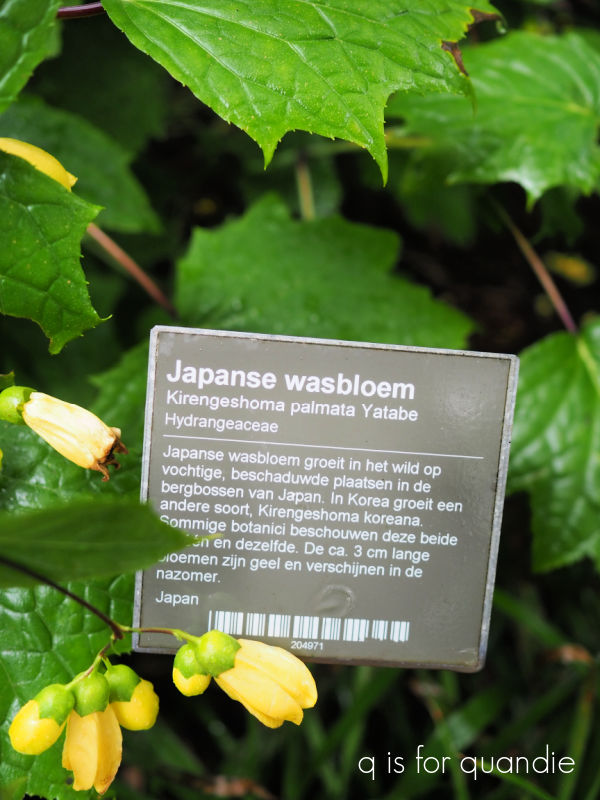 Japanse wasbloem
Kirengeshoma palmata Yatabe
Hydrangeaceae
Japanse wasbloem groeit in het wild op
vochtige, beschaduwde plaatsen in de
bergbossen van Japan. In Korea groeit een
andere soort, Kirengeshoma koreana.
Sommige botanici beschouwen deze beide
en dezelfde. De ca. 3 cm lange
bloemen zijn geel en verschijnen in de
nazomer.
Japan
204971
q is for quandie